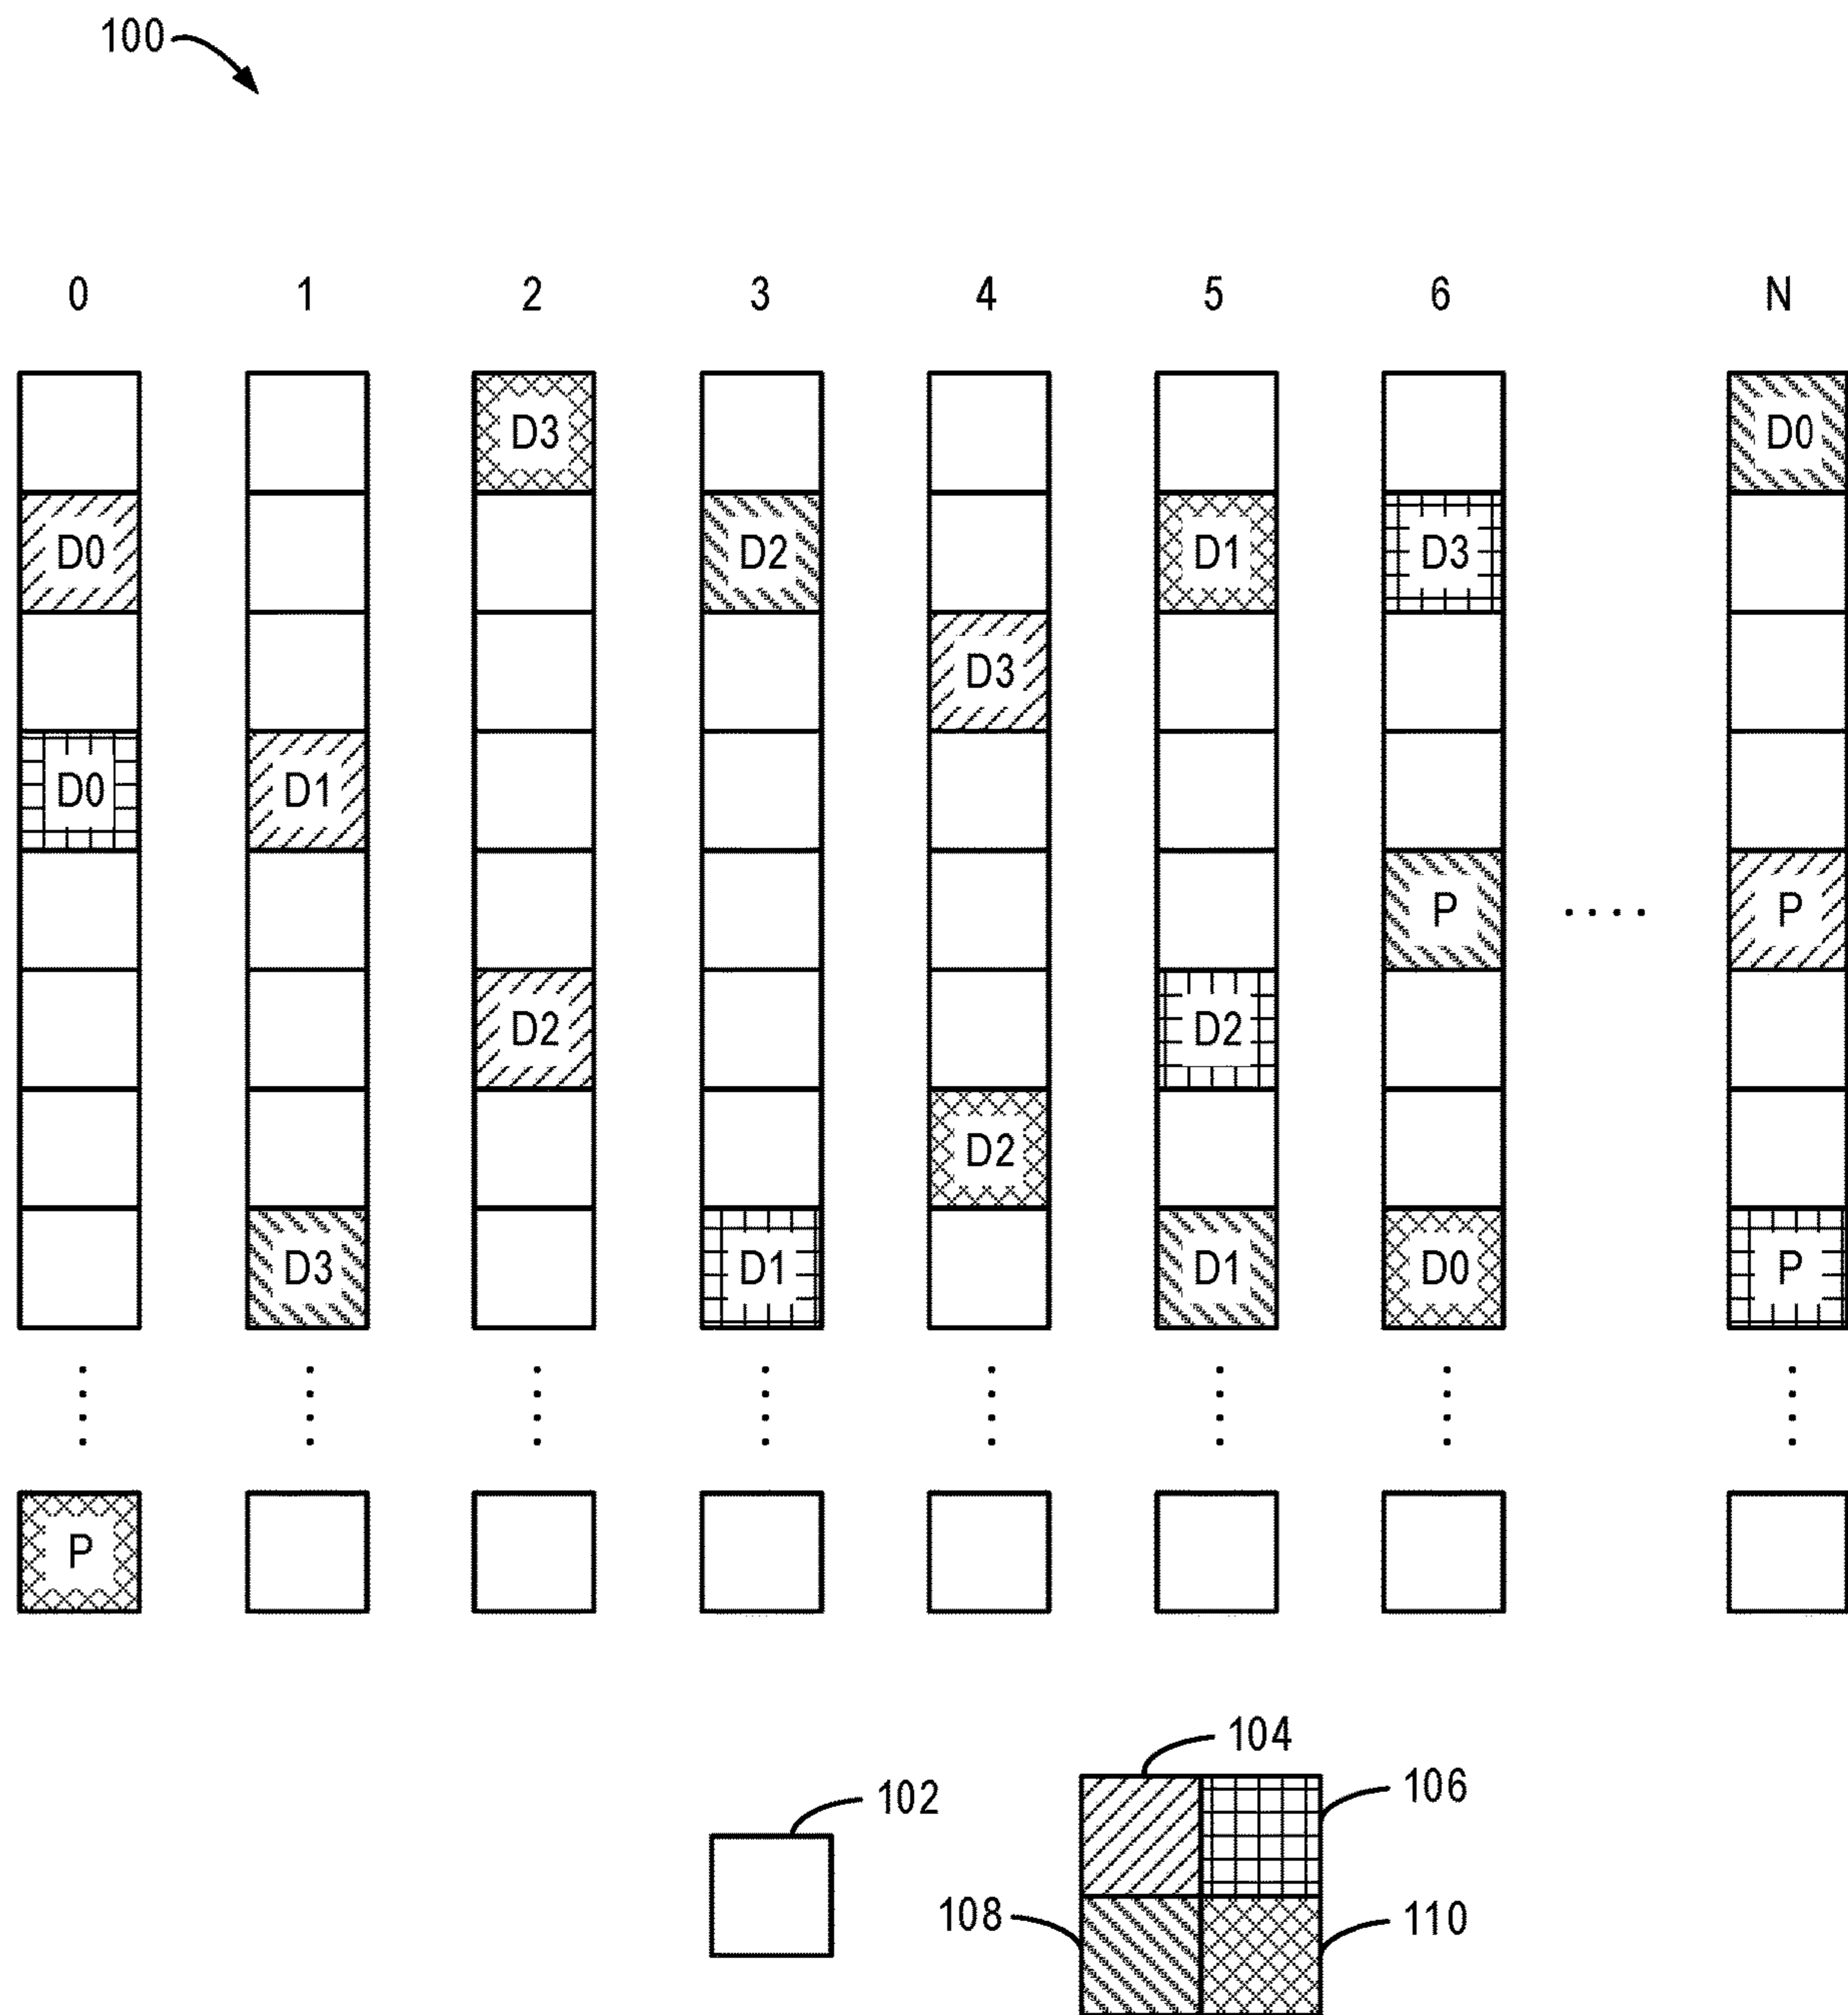 100
0 1 2 3 4 5 6 N
D3 D0
D0 D2 D1 D3
D3
D0 D1
P .... P
D2 D2
D2
D3 D1 D1 D0 P
P
104
102 106
108 110